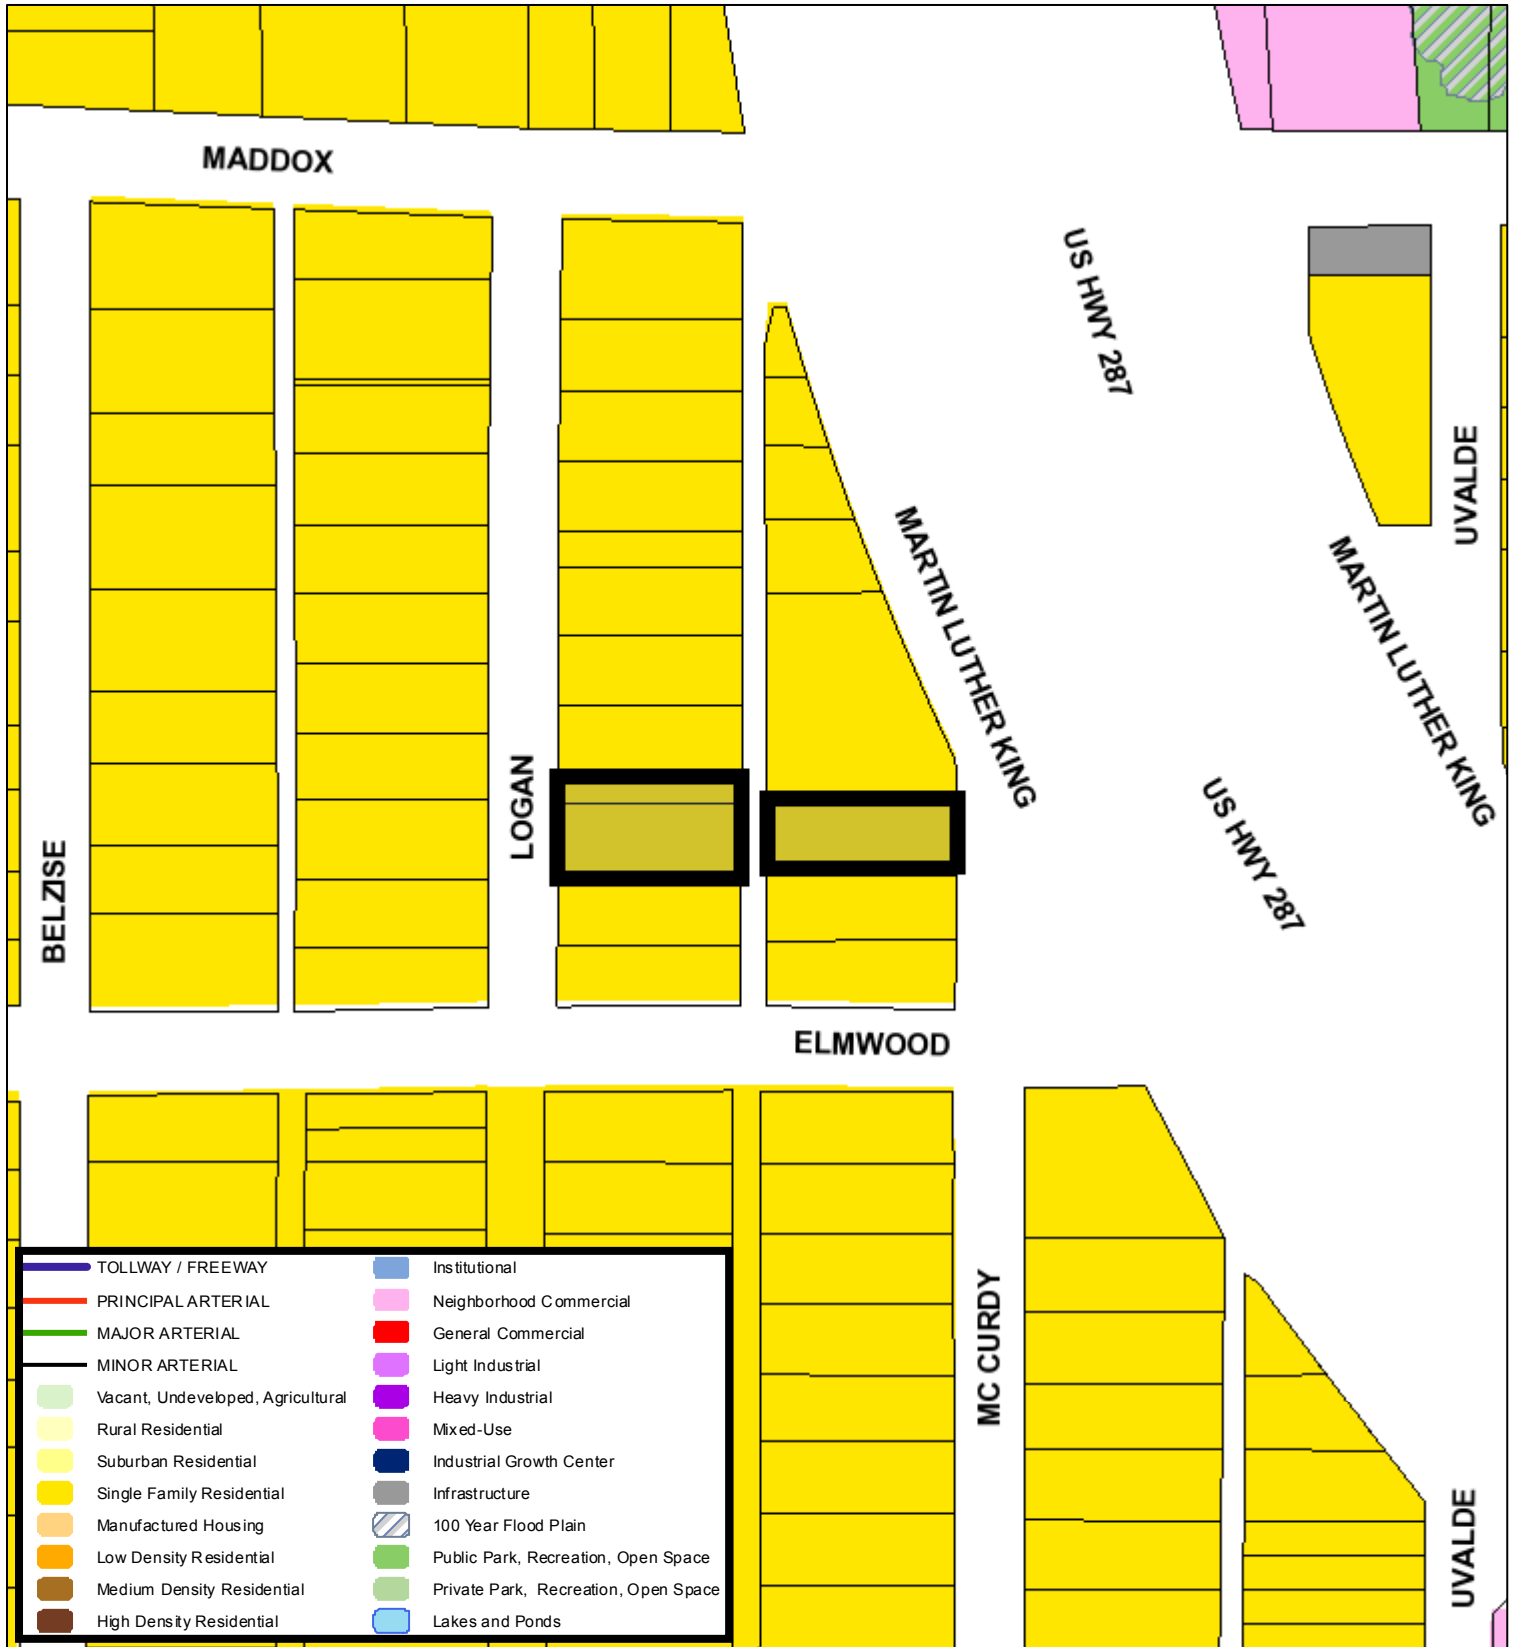 MADDOX
US HWY 287
UVALDE
MARTIN LUTHER KING
MARTIN LUTHER KING
LOGAN
US HWY 287
BELZISE
ELMWOOD
MC CURDY
UVALDE
TOLLWAY / FREEWAY
PRINCIPAL ARTERIAL
MAJOR ARTERIAL
MINOR ARTERIAL
Vacant, Undeveloped, Agricultural
Rural Residential
Suburban Residential
Single Family Residential
Manufactured Housing
Low Density Residential
Medium Density Residential
High Density Residential
Institutional
Neighborhood Commercial
General Commercial
Light Industrial
Heavy Industrial
Mixed-Use
Industrial Growth Center
Infrastructure
100 Year Flood Plain
Public Park, Recreation, Open Space
Private Park, Recreation, Open Space
Lakes and Ponds